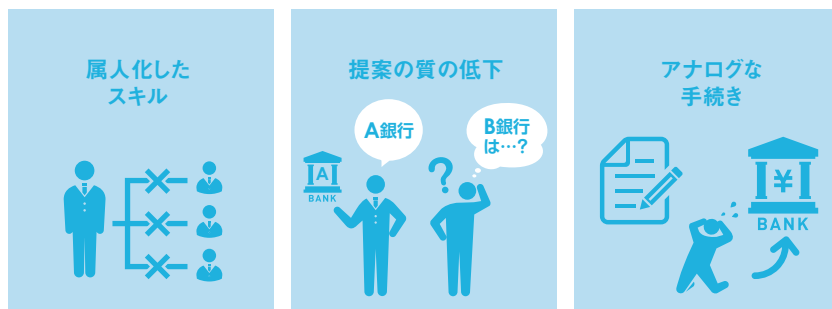 属人化した
スキル
提案の質の低下
A銀行
B銀行
は…?
?
A
BANK
アナログな
手続き
¥
BANK